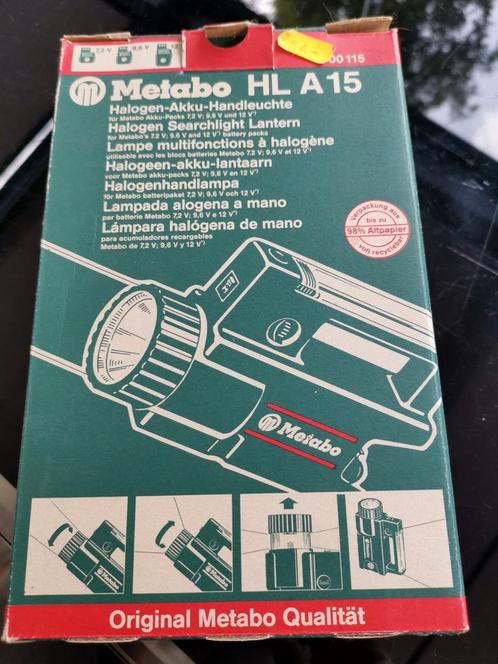 7,2 V 9,6 V 12
00115
Metabo HL A15
Halogen-Akku-Handleuchte
für Metabo Akku-Packs 7,2 V; 9,6 V und 12 V*)
Halogen Searchlight Lantern
for Metabo's 7.2 V; 9.6 V and 12 V*) battery packs
Lampe multifonctions à halogène
utilisable avec les blocs batteries Metabo 7,2 V; 9,6 V et 12 V*)
Halogeen-akku-lantaarn
voor Metabo akku-packs 7,2 V; 9,6 V en 12 V*)
Halogenhandlampa
för Metabo batteripaket 7,2 V; 9,6 V och 12 V*)
Lampada alogena a mano
per batterie Metabo 7,2 V; 9,6 V e 12 V*)
Lámpara halógena de mano
para acumuladores recargables
Metabo de 7,2 V; 9,6 V y 12 V*)
Verpackung aus
bis zu
98% Altpapier
voll recyclebar
Metabo
Original Metabo Qualität